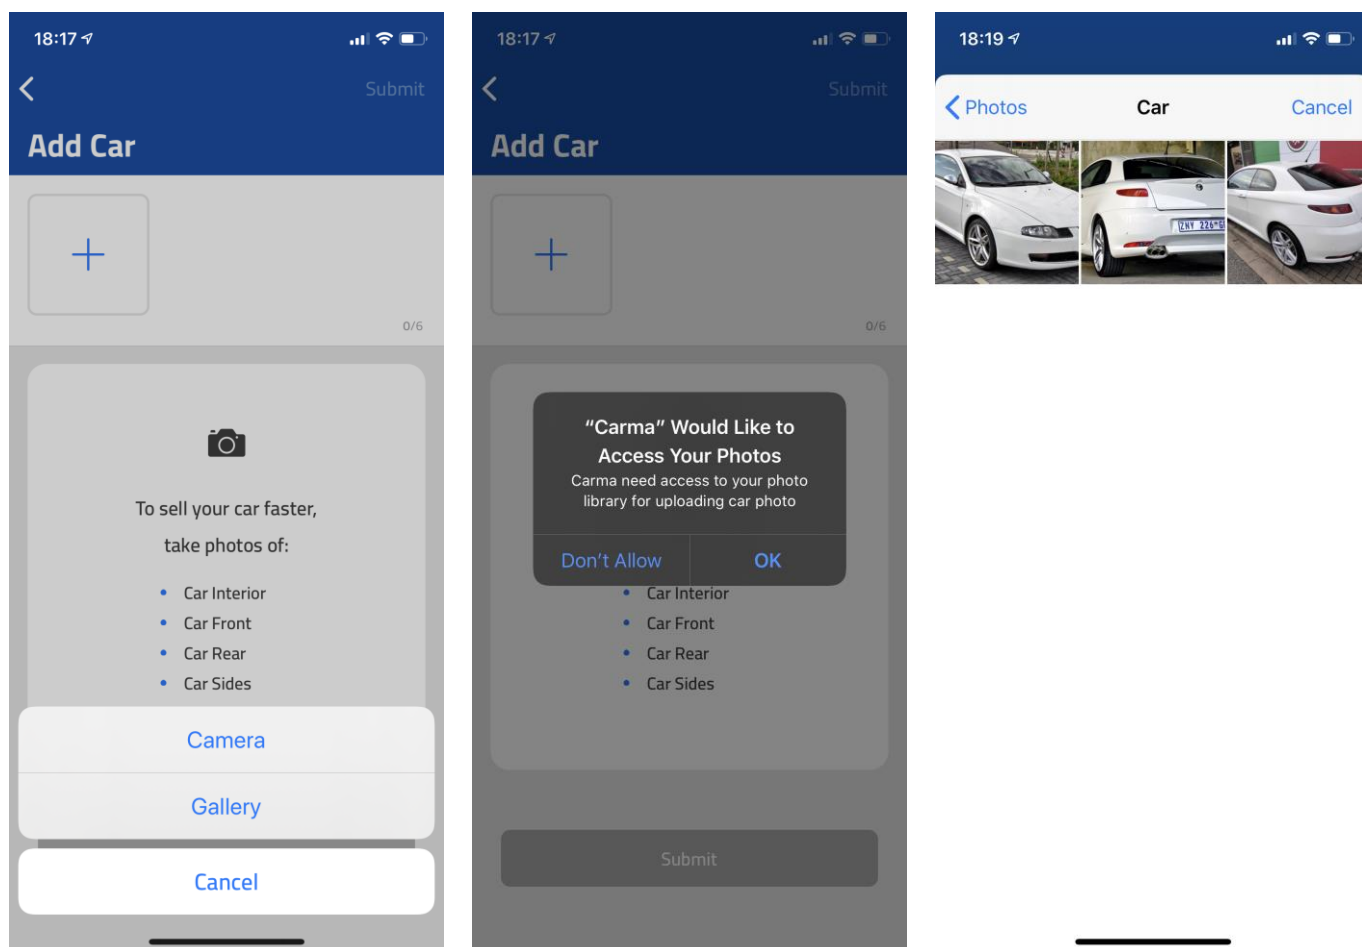 18:17
Submit
Add Car
0/6
To sell your car faster,
take photos of:
• Car Interior
• Car Front
• Car Rear
• Car Sides
Camera
Gallery
Cancel
18:17
Submit
Add Car
0/6
“Carma” Would Like to
Access Your Photos
Carma need access to your photo
library for uploading car photo
Don’t Allow
OK
• Car Interior
• Car Front
• Car Rear
• Car Sides
Submit
18:19
Photos
Car
Cancel
ZNY 226